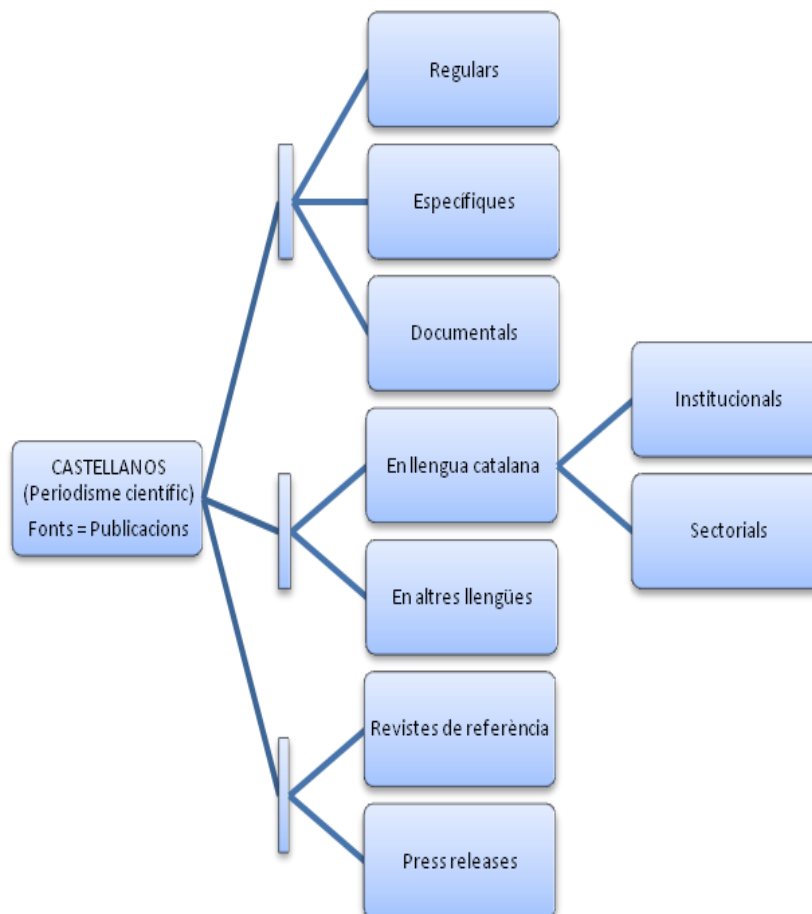 Regulars
Específiques
Documentals
Institucionals
En llengua catalana
CASTELLANOS
(Periodisme científic)
Fonts = Publicacions
Sectorials
En altres llengües
Revistes de referència
Press releases